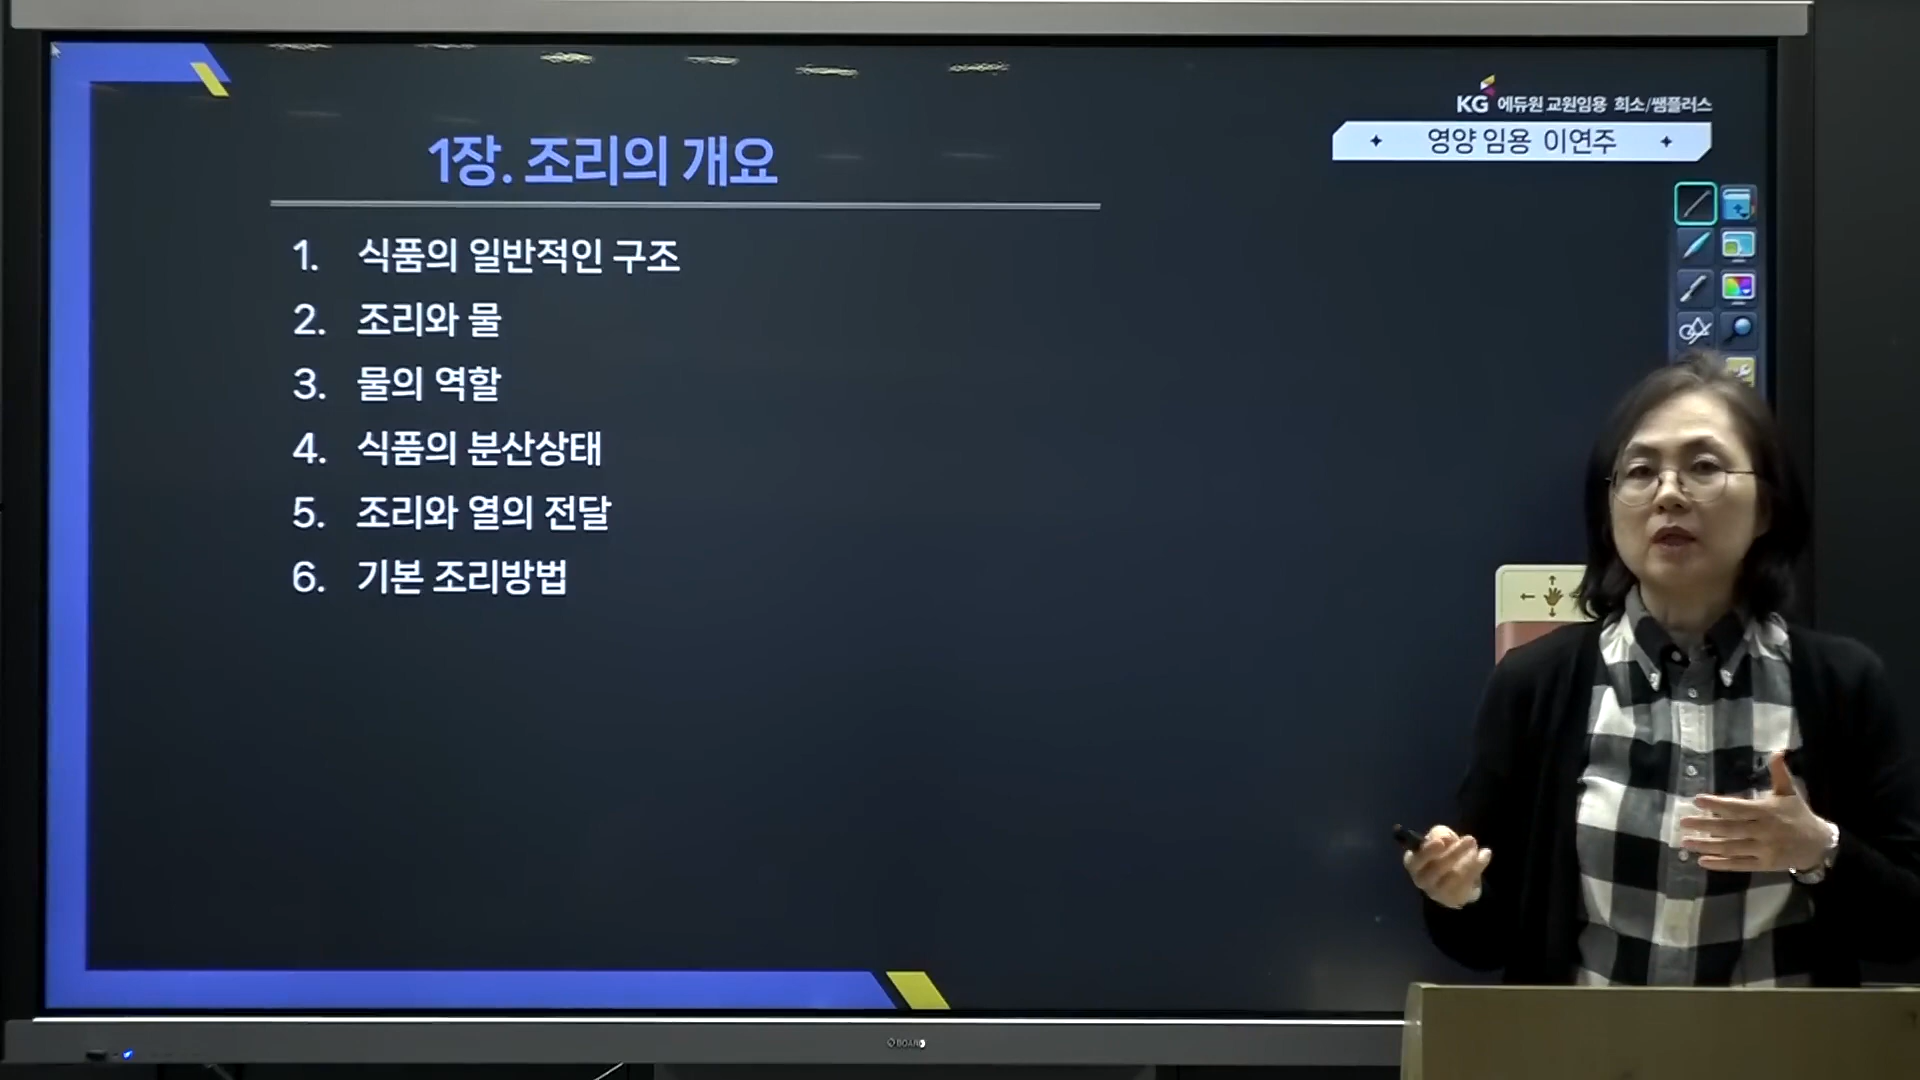 KG 에듀원 교원임용 희소/쌤플러스
영양 임용 이연주
1장. 조리의 개요
1. 식품의 일반적인 구조
2. 조리와 물
3. 물의 역할
4. 식품의 분산상태
5. 조리와 열의 전달
6. 기본 조리방법